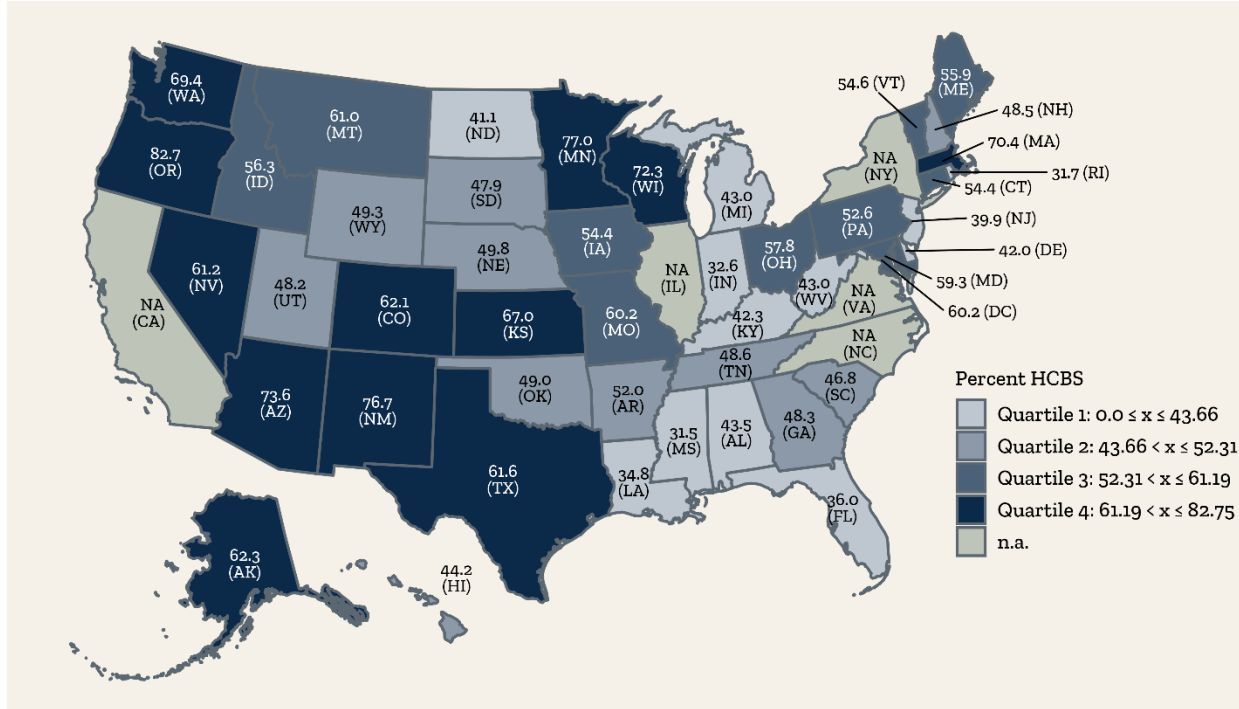 69.4
(WA)
82.7
(OR)
NA
(CA)
61.2
(NV)
56.3
(ID)
61.0
(MT)
49.3
(WY)
48.2
(UT)
62.1
(CO)
73.6
(AZ)
76.7
(NM)
41.1
(ND)
47.9
(SD)
49.8
(NE)
67.0
(KS)
49.0
(OK)
61.6
(TX)
77.0
(MN)
54.4
(IA)
60.2
(MO)
52.0
(AR)
34.8
(LA)
72.3
(WI)
NA
(IL)
43.0
(MI)
32.6
(IN)
57.8
(OH)
42.3
(KY)
48.6
(TN)
31.5
(MS)
43.5
(AL)
48.3
(GA)
36.0
(FL)
46.8
(SC)
NA
(NC)
NA
(VA)
43.0
(WV)
52.6
(PA)
NA
(NY)
54.6 (VT)
55.9
(ME)
48.5 (NH)
70.4 (MA)
31.7 (RI)
54.4 (CT)
39.9 (NJ)
42.0 (DE)
59.3 (MD)
60.2 (DC)
62.3
(AK)
44.2
(HI)
Percent HCBS
Quartile 1: 0.0 ≤ x ≤ 43.66
Quartile 2: 43.66 < x ≤ 52.31
Quartile 3: 52.31 < x ≤ 61.19
Quartile 4: 61.19 < x ≤ 82.75
n.a.